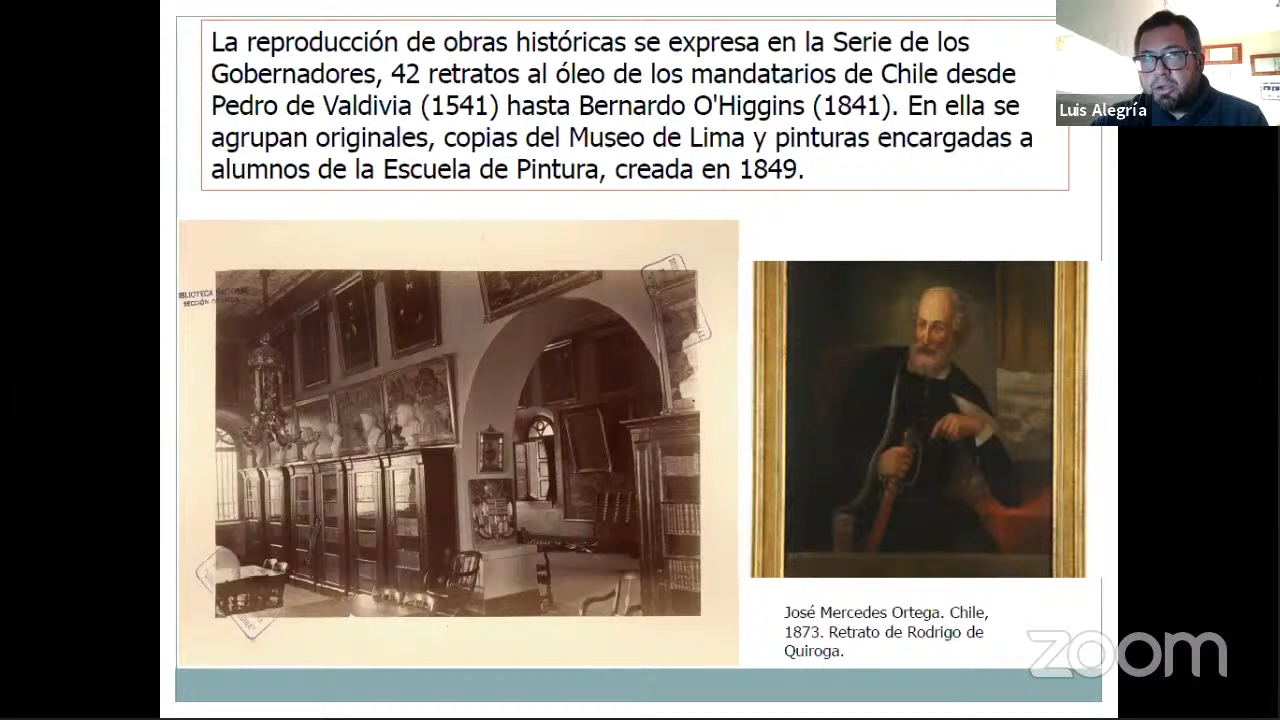 La reproducción de obras históricas se expresa en la Serie de los
Gobernadores, 42 retratos al óleo de los mandatarios de Chile desde
Pedro de Valdivia (1541) hasta Bernardo O'Higgins (1841). En ella se
agrupan originales, copias del Museo de Lima y pinturas encargadas a
alumnos de la Escuela de Pintura, creada en 1849.
Luis Alegría
José Mercedes Ortega. Chile,
1873. Retrato de Rodrigo de
Quiroga.
zoom